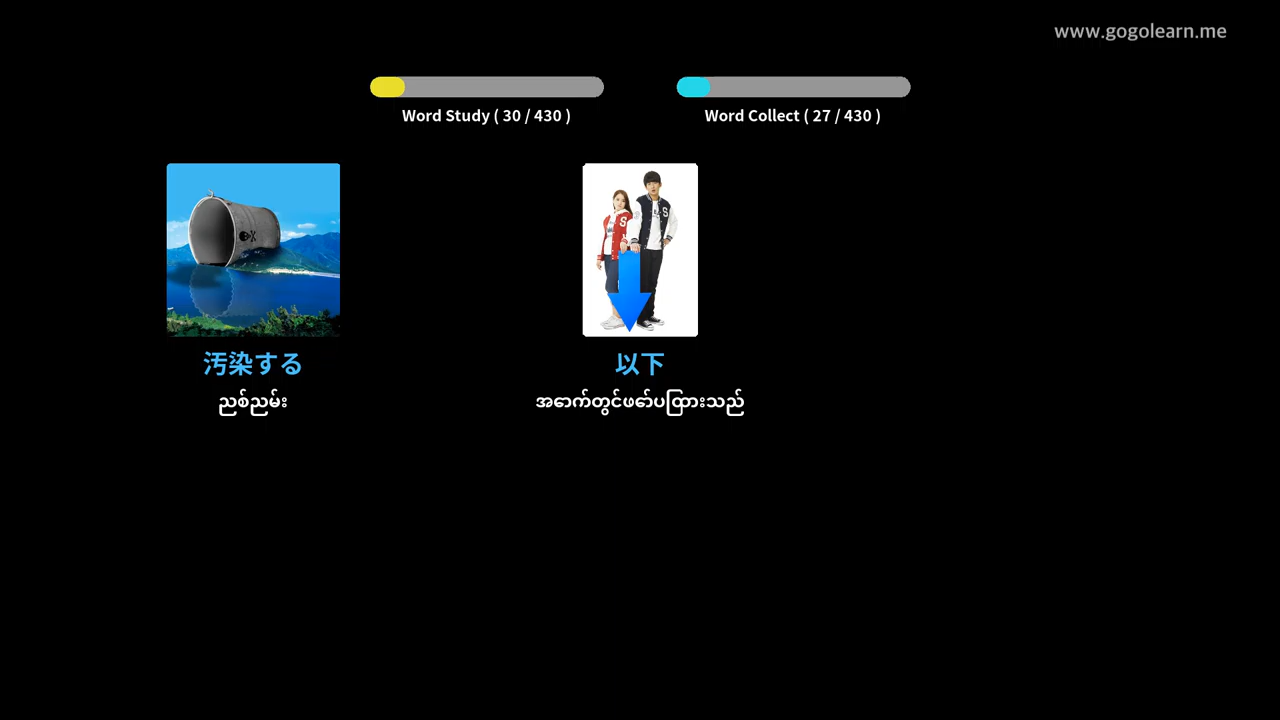 www.gogolearn.me
Word Study ( 30 / 430 )
Word Collect ( 27 / 430 )
汚染する
ညစ်ညမ်း
以下
အောက်တွင်ဖော်ပြထားသည်